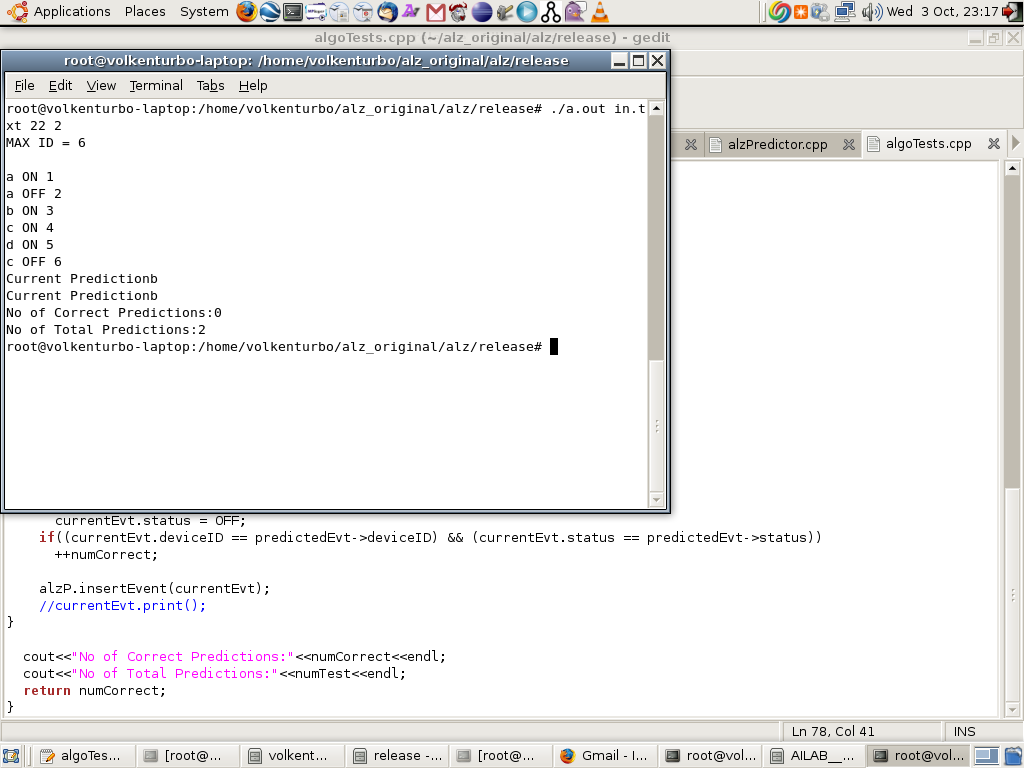 Applications Places System Wed 3 Oct, 23:17
algoTests.cpp (~/alz_original/alz/release) - gedit
root@volkenturbo-laptop: /home/volkenturbo/alz_original/alz/release
File Edit View Terminal Tabs Help
root@volkenturbo-laptop:/home/volkenturbo/alz_original/alz/release# ./a.out in.t
xt 22 2
MAX ID = 6
a ON 1
a OFF 2
b ON 3
c ON 4
d ON 5
c OFF 6
Current Predictionb
Current Predictionb
No of Correct Predictions:0
No of Total Predictions:2
root@volkenturbo-laptop:/home/volkenturbo/alz_original/alz/release#
alzPredictor.cpp algoTests.cpp
currentEvt.status = OFF;
if((currentEvt.deviceID == predictedEvt->deviceID) && (currentEvt.status == predictedEvt->status))
++numCorrect;
alzP.insertEvent(currentEvt);
//currentEvt.print();
}
cout<<"No of Correct Predictions:"<<numCorrect<<endl;
cout<<"No of Total Predictions:"<<numTest<<endl;
return numCorrect;
}
Ln 78, Col 41 INS
algoTes... [root@... volkent... release -... [root@... Gmail - I... root@vol... AILAB__... root@vol...